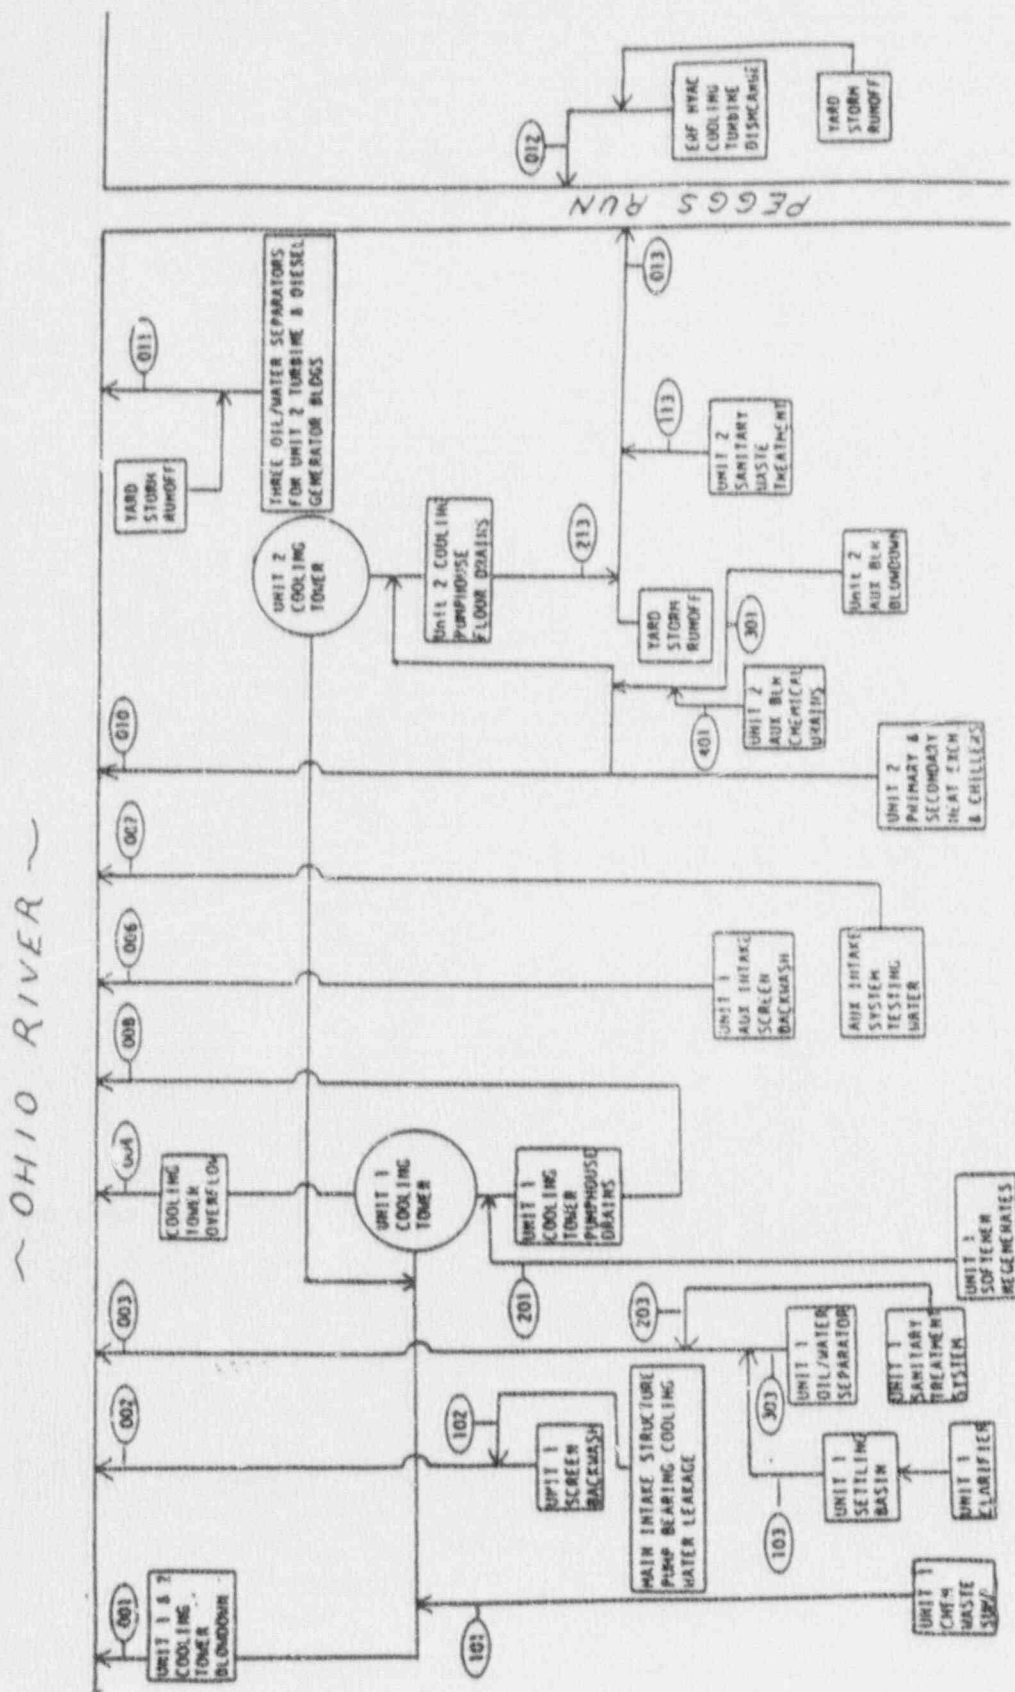 ~ OHIO RIVER ~
PEGGS RUN
001
UNIT 1 & 2
COOLING
TOWER
BLOWDOWN
101
UNIT 1
CHEM
WASTE
SUMP
002
102
UNIT 1
SCREEN
BACKWASH
MAIN INTAKE STRUCTURE
PUMP BEARING COOLING
WATER LEAKAGE
003
203
303
103
UNIT 1
OIL/WATER
SEPARATOR
UNIT 1
SANITARY
TREATMENT
SYSTEM
UNIT 1
SETTLING
BASIN
UNIT 1
CLARIFIER
004
COOLING
TOWER
OVERFLOW
UNIT 1
COOLING
TOWER
UNIT 1
COOLING
TOWER
PUMPHOUSE
DRAINS
201
UNIT 1
SOFTENER
REGENERATES
008
006
UNIT 1
AUX INTAKE
SCREEN
BACKWASH
007
AUX INTAKE
SYSTEM
TESTING
WATER
010
UNIT 2
PRIMARY &
SECONDARY
HEAT EXCH
& CHILLERS
UNIT 2
COOLING
TOWER
Unit 2 COOLING
PUMPHOUSE
FLOOR DRAINS
213
YARD
STORM
RUNOFF
401
UNIT 2
AUX BLR
CHEMICAL
DRAINS
301
Unit 2
AUX BLR
BLOWDOWN
011
YARD
STORM
RUNOFF
THREE OIL/WATER SEPARATORS
FOR UNIT 2 TURBINE & DIESEL
GENERATOR BLDGS
113
UNIT 2
SANITARY
WASTE
TREATMENT
013
012
ERF HVAC
COOLING
TURBINE
DISHCARGE
YARD
STORM
RUNOFF